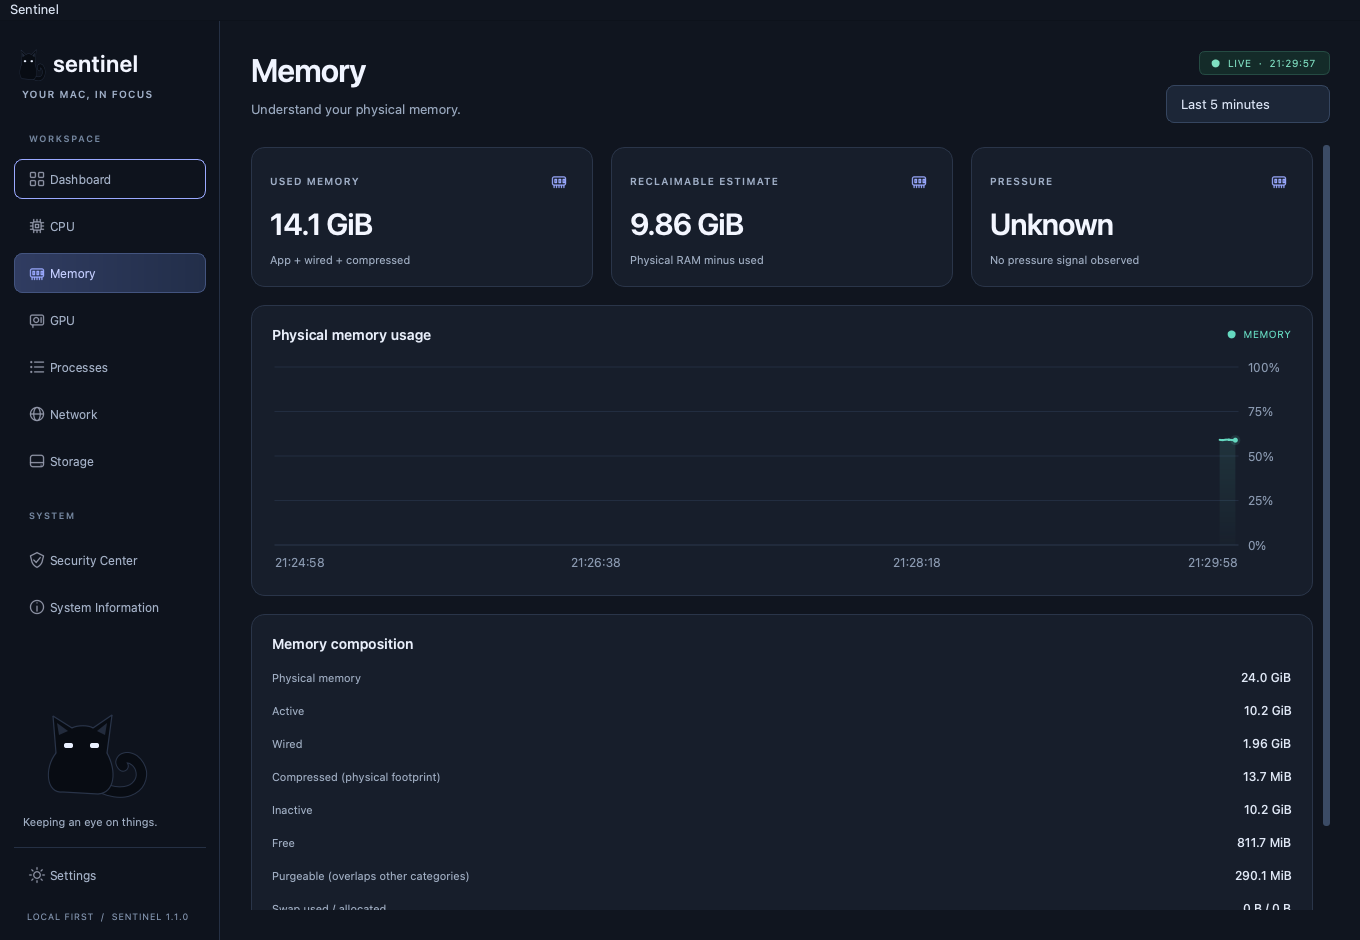 Sentinel
sentinel
YOUR MAC, IN FOCUS
WORKSPACE
Dashboard
CPU
Memory
GPU
Processes
Network
Storage
SYSTEM
Security Center
System Information
Keeping an eye on things.
Settings
LOCAL FIRST / SENTINEL 1.1.0
Memory
Understand your physical memory.
LIVE · 21:29:57
Last 5 minutes
USED MEMORY
14.1 GiB
App + wired + compressed
RECLAIMABLE ESTIMATE
9.86 GiB
Physical RAM minus used
PRESSURE
Unknown
No pressure signal observed
Physical memory usage
MEMORY
100%
75%
50%
25%
0%
21:24:58 21:26:38 21:28:18 21:29:58
Memory composition
Physical memory 24.0 GiB
Active 10.2 GiB
Wired 1.96 GiB
Compressed (physical footprint) 13.7 MiB
Inactive 10.2 GiB
Free 811.7 MiB
Purgeable (overlaps other categories) 290.1 MiB
Swap used / allocated 0 B / 0 B